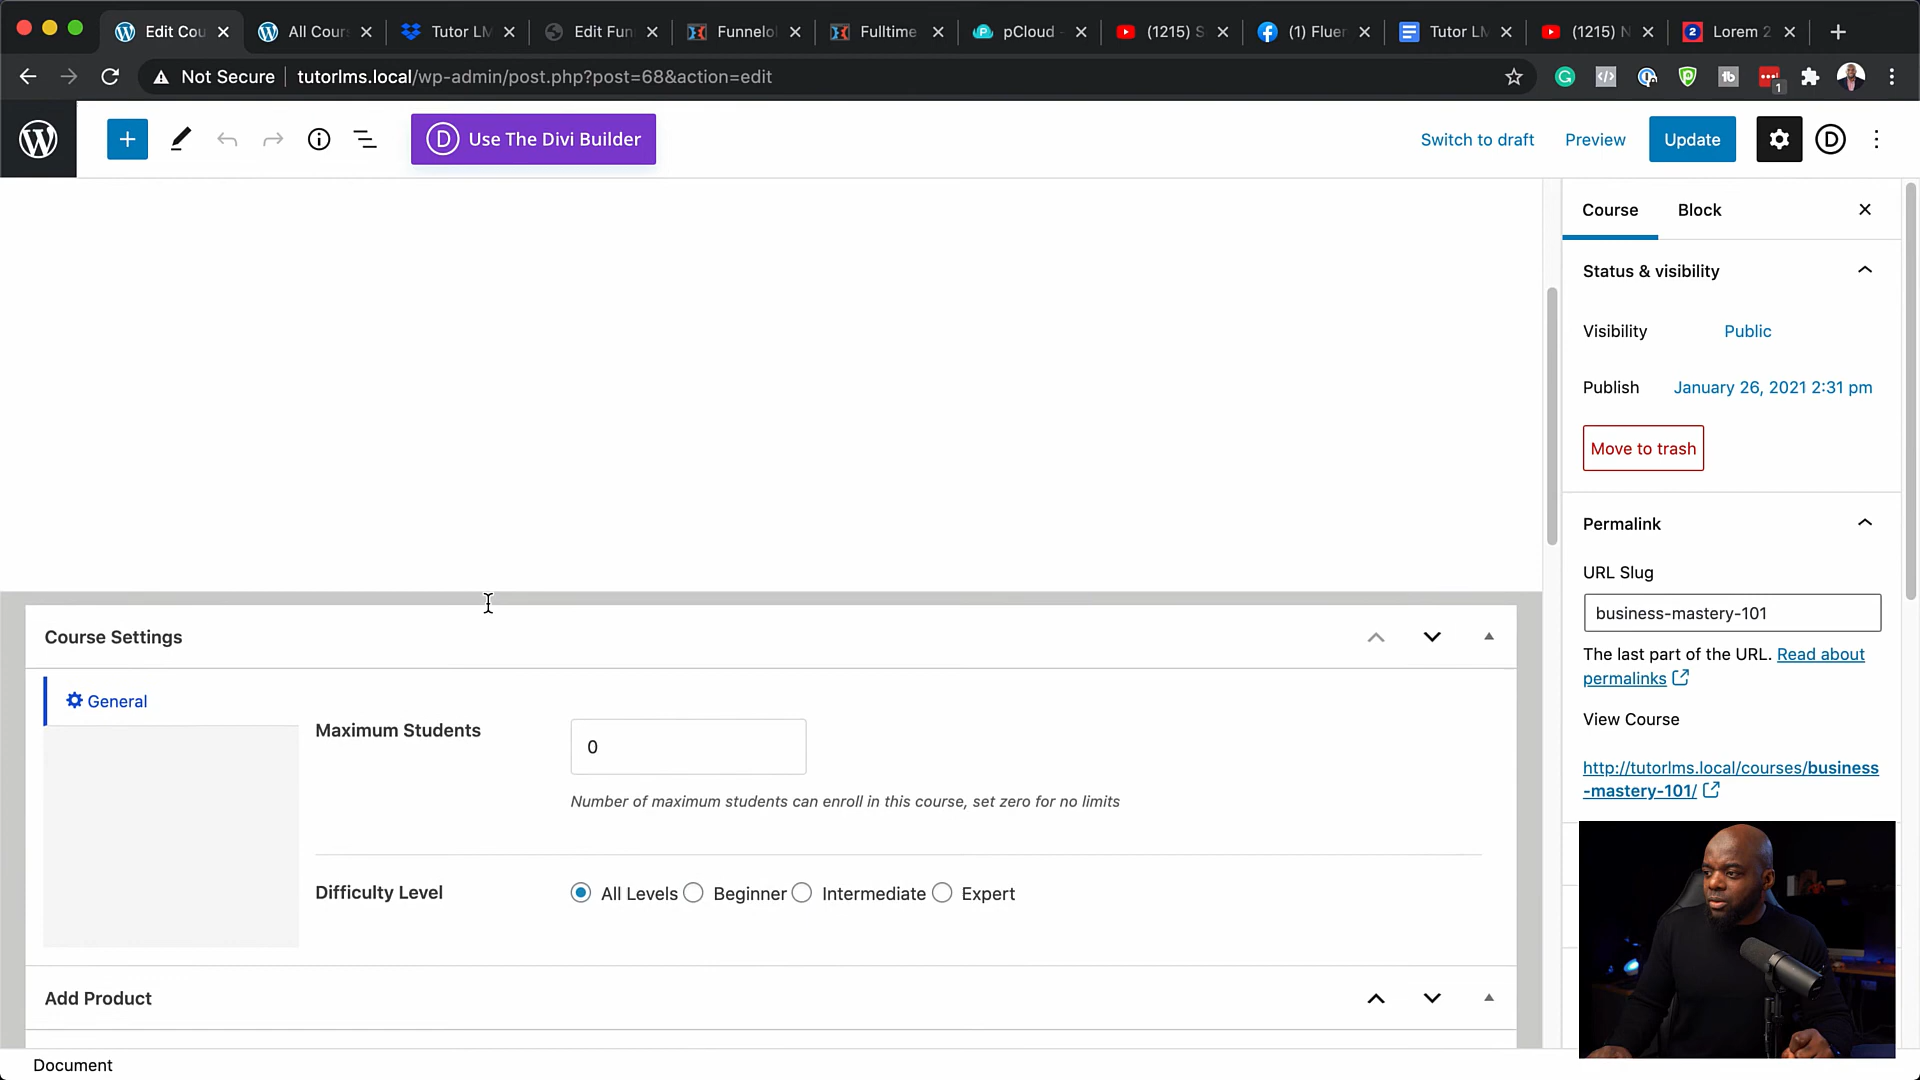 Edit Cou
All Cours
Tutor LM
Edit Fun
Funnelo
Fulltime
pCloud -
(1215) S
(1) Fluer
Tutor LM
(1215) N
Lorem 2
Not Secure
tutorlms.local/wp-admin/post.php?post=68&action=edit
1
D Use The Divi Builder
Switch to draft
Preview
Update
D
Course
Block
Status & visibility
Visibility
Public
Publish
January 26, 2021 2:31 pm
Move to trash
Permalink
URL Slug
business-mastery-101
The last part of the URL. Read about
permalinks
View Course
http://tutorlms.local/courses/business
-mastery-101/
Course Settings
General
Maximum Students
0
Number of maximum students can enroll in this course, set zero for no limits
Difficulty Level
All Levels
Beginner
Intermediate
Expert
Add Product
Document